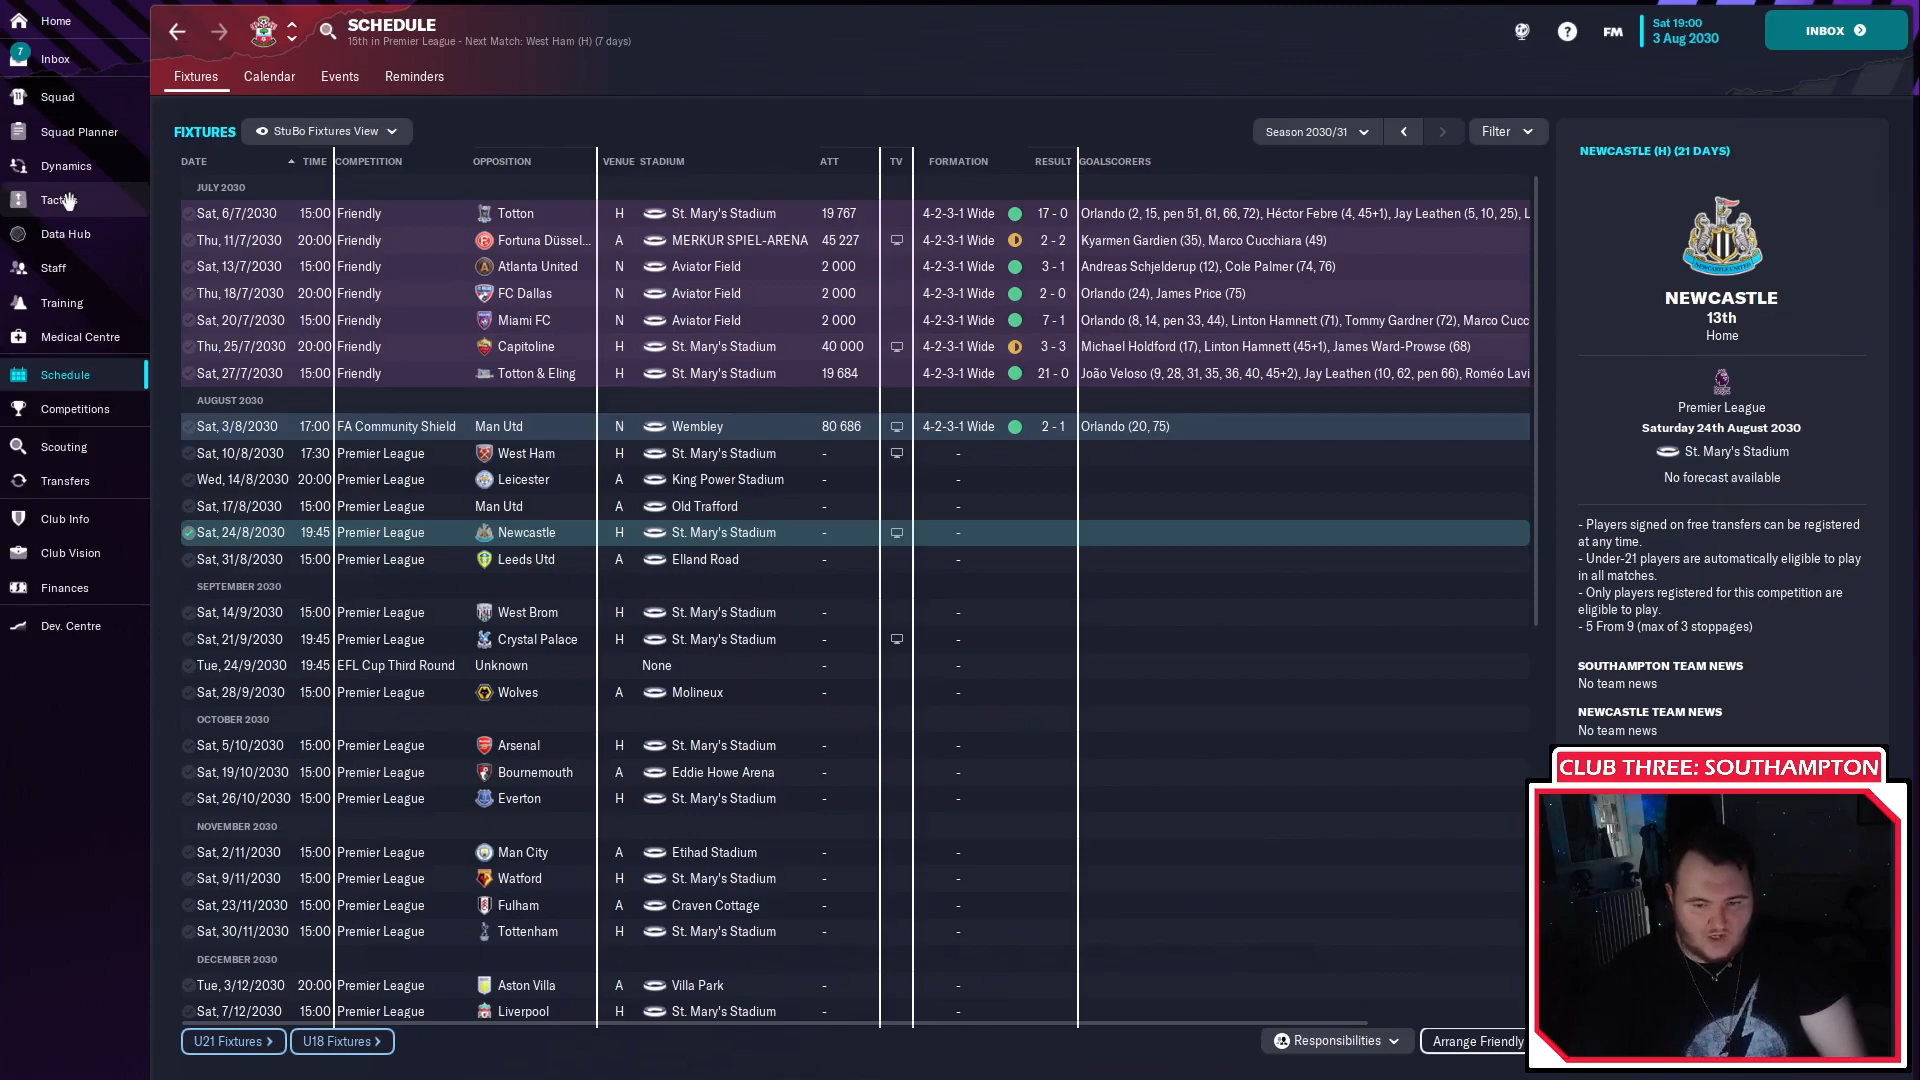 Home
7
Inbox
Squad
Squad Planner
Dynamics
Data Hub
Staff
Training
Medical Centre
Schedule
Competitions
Scouting
Transfers
Club Info
Club Vision
Finances
Dev. Centre
SCHEDULE
15th in Premier League - Next Match: West Ham (H) (7 days)
? FM Sat 19:00
3 Aug 2030
INBOX
Fixtures Calendar Events Reminders
FIXTURES StuBo Fixtures View Season 2030/31 Filter
DATE TIME COMPETITION OPPOSITION VENUE STADIUM ATT TV FORMATION RESULT GOALSCORERS
JULY 2030
Sat, 6/7/2030 15:00 Friendly Totton H St. Mary's Stadium 19 767 4-2-3-1 Wide 17 - 0 Orlando (2, 15, pen 51, 61, 66, 72), Héctor Febre (4, 45+1), Jay Leathen (5, 10, 25), L
Thu, 11/7/2030 20:00 Friendly Fortuna Düssel... A MERKUR SPIEL-ARENA 45 227 4-2-3-1 Wide 2 - 2 Kyarmen Gardien (35), Marco Cucchiara (49)
Sat, 13/7/2030 15:00 Friendly Atlanta United N Aviator Field 2 000 4-2-3-1 Wide 3 - 1 Andreas Schjelderup (12), Cole Palmer (74, 76)
Thu, 18/7/2030 20:00 Friendly FC Dallas N Aviator Field 2 000 4-2-3-1 Wide 2 - 0 Orlando (24), James Price (75)
Sat, 20/7/2030 15:00 Friendly Miami FC N Aviator Field 2 000 4-2-3-1 Wide 7 - 1 Orlando (8, 14, pen 33, 44), Linton Hamnett (71), Tommy Gardner (72), Marco Cucc
Thu, 25/7/2030 20:00 Friendly Capitoline H St. Mary's Stadium 40 000 4-2-3-1 Wide 3 - 3 Michael Holdford (17), Linton Hamnett (45+1), James Ward-Prowse (68)
Sat, 27/7/2030 15:00 Friendly Totton & Eling H St. Mary's Stadium 19 684 4-2-3-1 Wide 21 - 0 João Veloso (9, 28, 31, 35, 36, 40, 45+2), Jay Leathen (10, 62, pen 66), Roméo Lavi
AUGUST 2030
Sat, 3/8/2030 17:00 FA Community Shield Man Utd N Wembley 80 686 4-2-3-1 Wide 2 - 1 Orlando (20, 75)
Sat, 10/8/2030 17:30 Premier League West Ham H St. Mary's Stadium - -
Wed, 14/8/2030 20:00 Premier League Leicester A King Power Stadium - -
Sat, 17/8/2030 15:00 Premier League Man Utd A Old Trafford - -
Sat, 24/8/2030 19:45 Premier League Newcastle H St. Mary's Stadium - -
Sat, 31/8/2030 15:00 Premier League Leeds Utd A Elland Road - -
SEPTEMBER 2030
Sat, 14/9/2030 15:00 Premier League West Brom H St. Mary's Stadium - -
Sat, 21/9/2030 19:45 Premier League Crystal Palace H St. Mary's Stadium - -
Tue, 24/9/2030 19:45 EFL Cup Third Round Unknown None - -
Sat, 28/9/2030 15:00 Premier League Wolves A Molineux - -
OCTOBER 2030
Sat, 5/10/2030 15:00 Premier League Arsenal H St. Mary's Stadium - -
Sat, 19/10/2030 15:00 Premier League Bournemouth A Eddie Howe Arena - -
Sat, 26/10/2030 15:00 Premier League Everton H St. Mary's Stadium - -
NOVEMBER 2030
Sat, 2/11/2030 15:00 Premier League Man City A Etihad Stadium - -
Sat, 9/11/2030 15:00 Premier League Watford H St. Mary's Stadium - -
Sat, 23/11/2030 15:00 Premier League Fulham A Craven Cottage - -
Sat, 30/11/2030 15:00 Premier League Tottenham H St. Mary's Stadium - -
DECEMBER 2030
Tue, 3/12/2030 20:00 Premier League Aston Villa A Villa Park - -
Sat, 7/12/2030 15:00 Premier League Liverpool H St. Mary's Stadium - -
U21 Fixtures U18 Fixtures Responsibilities Arrange Friendly
NEWCASTLE (H) (21 DAYS)
NEWCASTLE
13th
Home
Premier League
Saturday 24th August 2030
St. Mary's Stadium
No forecast available
- Players signed on free transfers can be registered
at any time.
- Under-21 players are automatically eligible to play
in all matches.
- Only players registered for this competition are
eligible to play.
- 5 From 9 (max of 3 stoppages)
SOUTHAMPTON TEAM NEWS
No team news
NEWCASTLE TEAM NEWS
No team news
CLUB THREE: SOUTHAMPTON